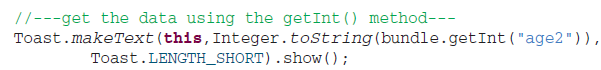 //---get the data using the getInt() method---
Toast.makeText(this,Integer.toString(bundle.getInt("age2")),
Toast.LENGTH_SHORT).show();